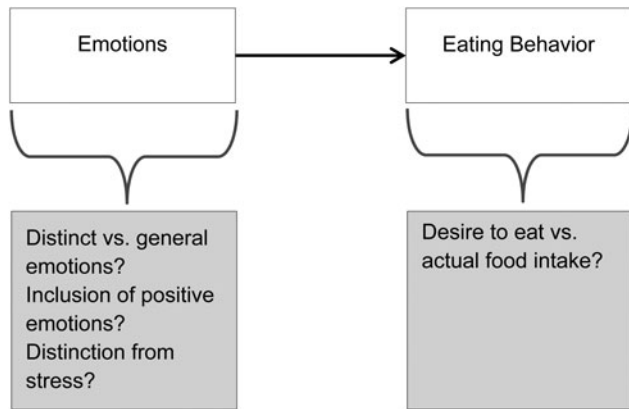 Emotions
Eating Behavior
Distinct vs. general
emotions?
Inclusion of positive
emotions?
Distinction from
stress?
Desire to eat vs.
actual food intake?